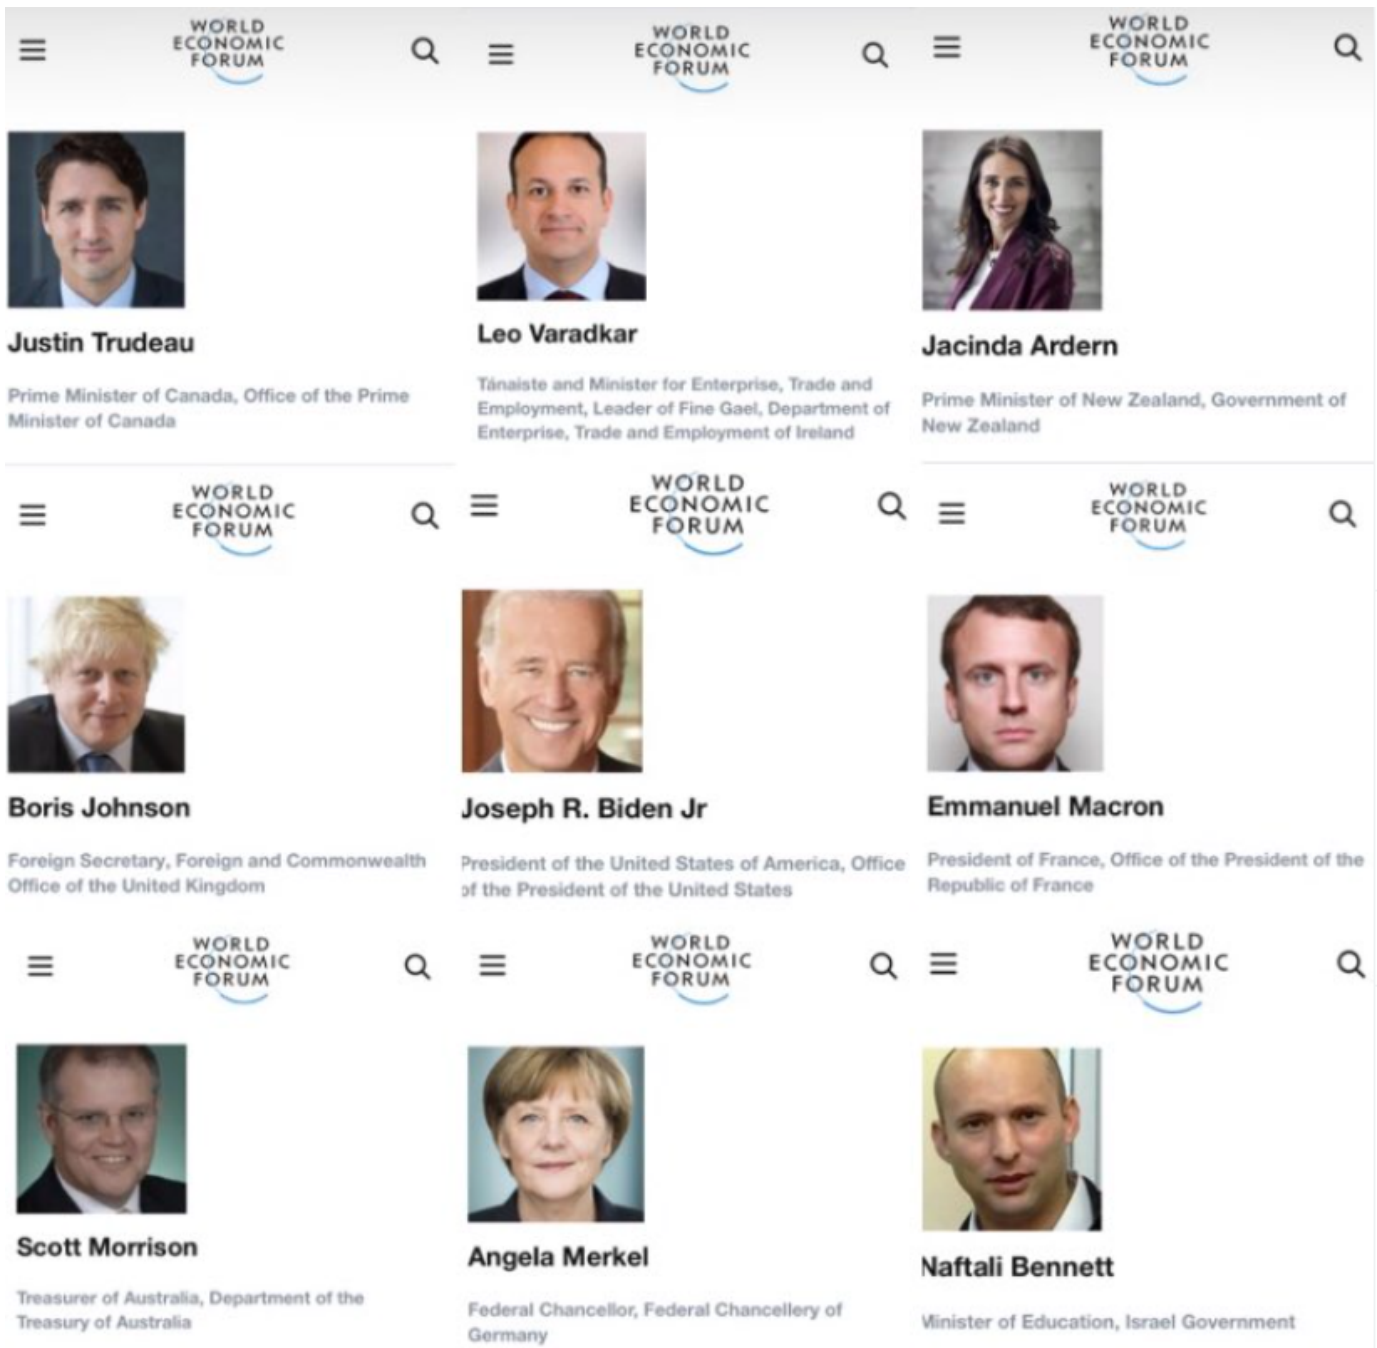 WORLD
ECONOMIC
FORUM
Justin Trudeau
Prime Minister of Canada, Office of the Prime
Minister of Canada
WORLD
ECONOMIC
FORUM
Leo Varadkar
Tánaiste and Minister for Enterprise, Trade and
Employment, Leader of Fine Gael, Department of
Enterprise, Trade and Employment of Ireland
WORLD
ECONOMIC
FORUM
Jacinda Ardern
Prime Minister of New Zealand, Government of
New Zealand
WORLD
ECONOMIC
FORUM
Boris Johnson
Foreign Secretary, Foreign and Commonwealth
Office of the United Kingdom
WORLD
ECONOMIC
FORUM
Joseph R. Biden Jr
President of the United States of America, Office
of the President of the United States
WORLD
ECONOMIC
FORUM
Emmanuel Macron
President of France, Office of the President of the
Republic of France
WORLD
ECONOMIC
FORUM
Scott Morrison
Treasurer of Australia, Department of the
Treasury of Australia
WORLD
ECONOMIC
FORUM
Angela Merkel
Federal Chancellor, Federal Chancellery of
Germany
WORLD
ECONOMIC
FORUM
Naftali Bennett
Minister of Education, Israel Government